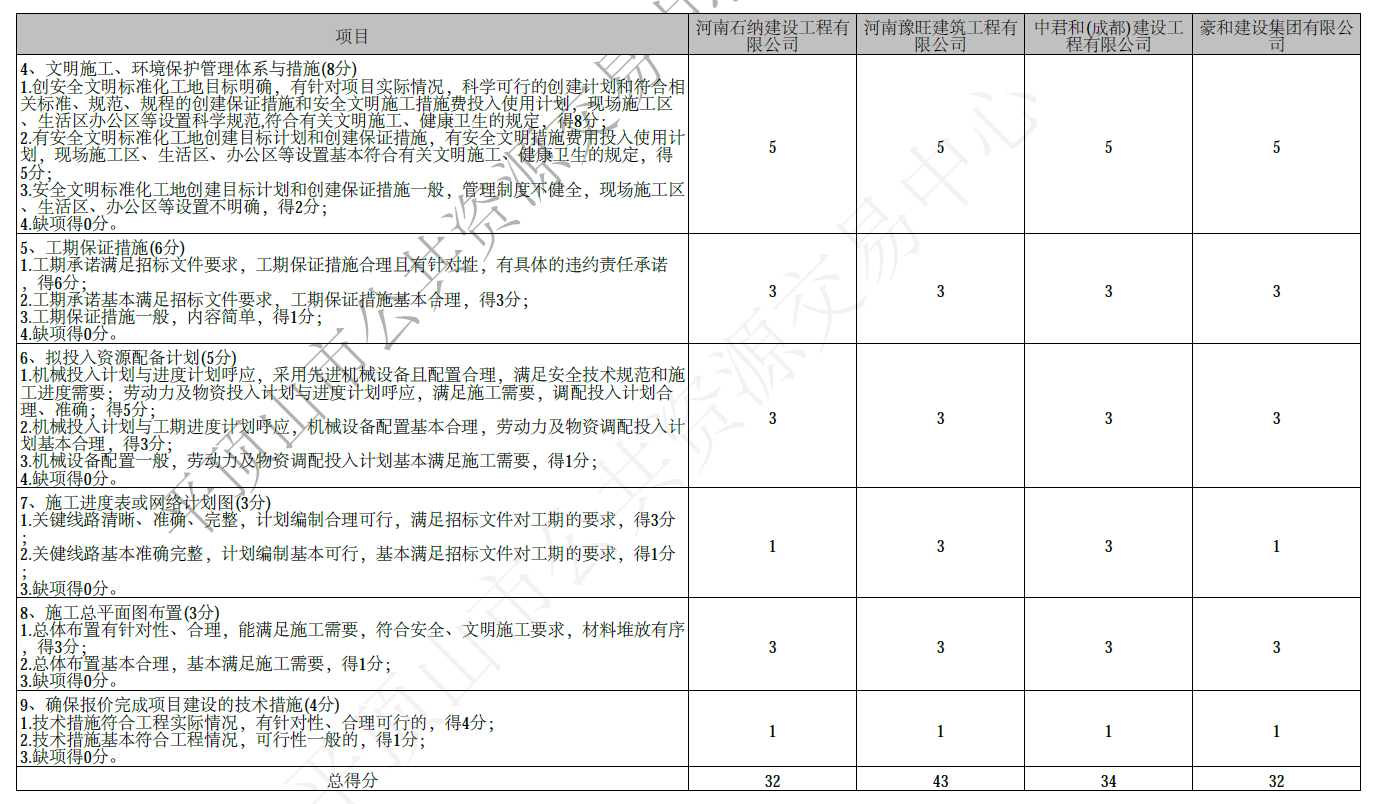 项目
河南石纳建设工程有
限公司
河南豫旺建筑工程有
限公司
中君和(成都)建设工
程有限公司
豪和建设集团有限公
司
4、文明施工、环境保护管理体系与措施(8分)
1.创安全文明标准化工地目标明确，有针对项目实际情况，科学可行的创建计划和符合相
关标准、规范、规程的创建保证措施和安全文明施工措施费投入使用计划，现场施工区
、生活区办公区等设置科学规范,符合有关文明施工、健康卫生的规定，得8分；
2.有安全文明标准化工地创建目标计划和创建保证措施，有安全文明措施费用投入使用计
划，现场施工区、生活区、办公区等设置基本符合有关文明施工、健康卫生的规定，得
5分；
3.安全文明标准化工地创建目标计划和创建保证措施一般，管理制度不健全，现场施工区
、生活区、办公区等设置不明确，得2分；
4.缺项得0分。
5
5
5
5
5、工期保证措施(6分)
1.工期承诺满足招标文件要求，工期保证措施合理且有针对性，有具体的违约责任承诺
，得6分；
2.工期承诺基本满足招标文件要求，工期保证措施基本合理，得3分；
3.工期保证措施一般，内容简单，得1分；
4.缺项得0分。
3
3
3
3
6、拟投入资源配备计划(5分)
1.机械投入计划与进度计划呼应，采用先进机械设备且配置合理，满足安全技术规范和施
工进度需要；劳动力及物资投入计划与进度计划呼应，满足施工需要，调配投入计划合
理、准确；得5分；
2.机械投入计划与工期进度计划呼应，机械设备配置基本合理，劳动力及物资调配投入计
划基本合理，得3分；
3.机械设备配置一般，劳动力及物资调配投入计划基本满足施工需要，得1分；
4.缺项得0分。
3
3
3
3
7、施工进度表或网络计划图(3分)
1.关键线路清晰、准确、完整，计划编制合理可行，满足招标文件对工期的要求，得3分
；
2.关健线路基本准确完整，计划编制基本可行，基本满足招标文件对工期的要求，得1分
；
3.缺项得0分。
1
3
3
1
8、施工总平面图布置(3分)
1.总体布置有针对性、合理，能满足施工需要，符合安全、文明施工要求，材料堆放有序
，得3分；
2.总体布置基本合理，基本满足施工需要，得1分；
3.缺项得0分。
3
3
3
3
9、确保报价完成项目建设的技术措施(4分)
1.技术措施符合工程实际情况，有针对性、合理可行的，得4分；
2.技术措施基本符合工程情况，可行性一般的，得1分；
3.缺项得0分。
1
1
1
1
总得分
32
43
34
32
平顶山市公共资源交易中心
平顶山市公共资源交易中心